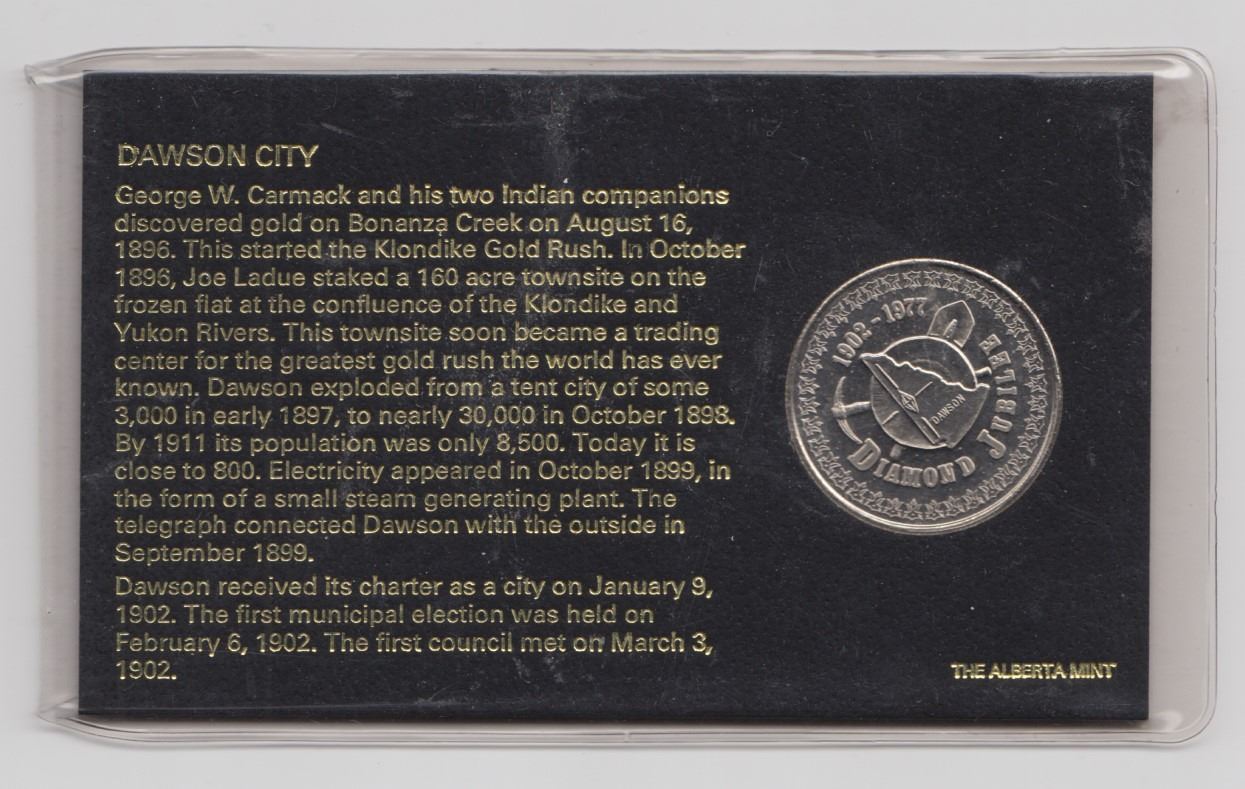 DAWSON CITY
George W. Carmack and his two Indian companions
discovered gold on Bonanza Creek on August 16,
1896. This started the Klondike Gold Rush. In October
1896, Joe Ladue staked a 160 acre townsite on the
frozen flat at the confluence of the Klondike and
Yukon Rivers. This townsite soon became a trading
center for the greatest gold rush the world has ever
known. Dawson exploded from a tent city of some
3,000 in early 1897, to nearly 30,000 in October 1898.
By 1911 its population was only 8,500. Today it is
close to 800. Electricity appeared in October 1899, in
the form of a small steam generating plant. The
telegraph connected Dawson with the outside in
September 1899.
Dawson received its charter as a city on January 9,
1902. The first municipal election was held on
February 6, 1902. The first council met on March 3,
1902.
1902-1977
DAWSON
DIAMOND JUBILEE
THE ALBERTA MINT